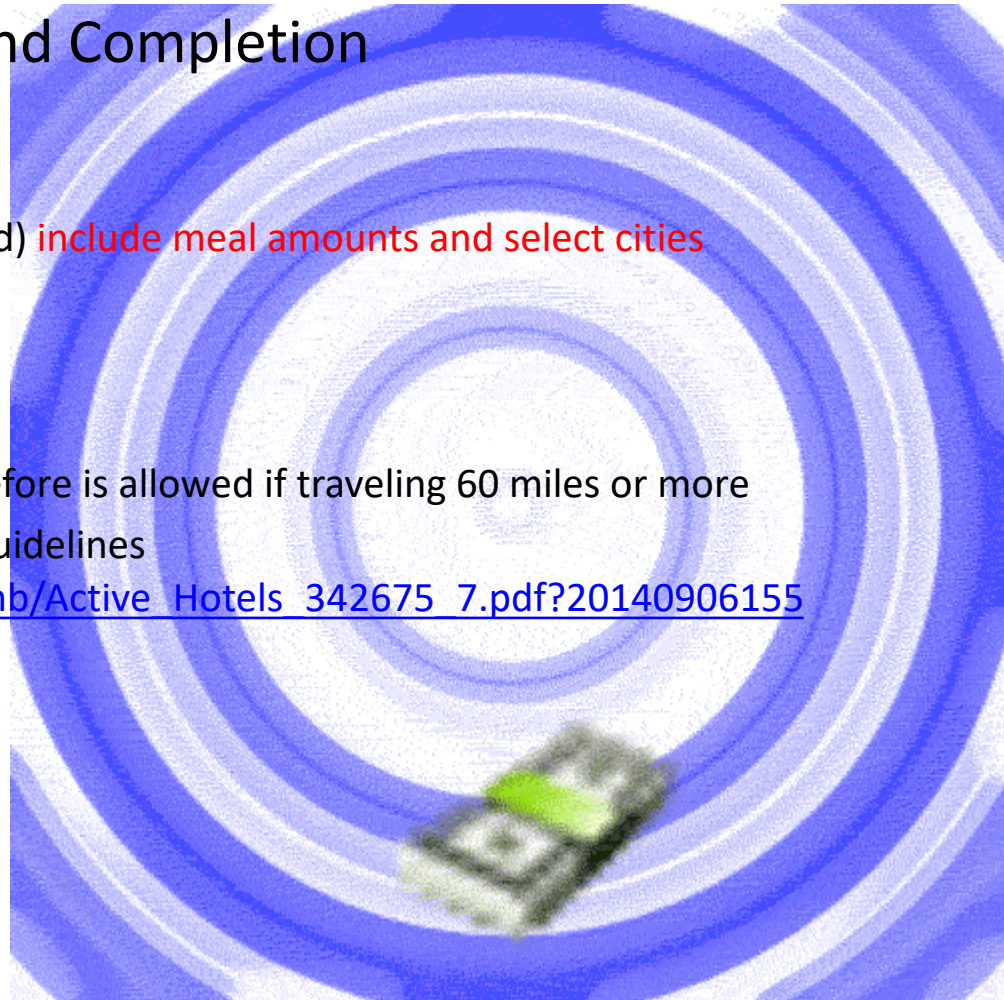 nd Completion
d) include meal amounts and select cities
fore is allowed if traveling 60 miles or more
uidelines
nb/Active_Hotels_342675_7.pdf?20140906155